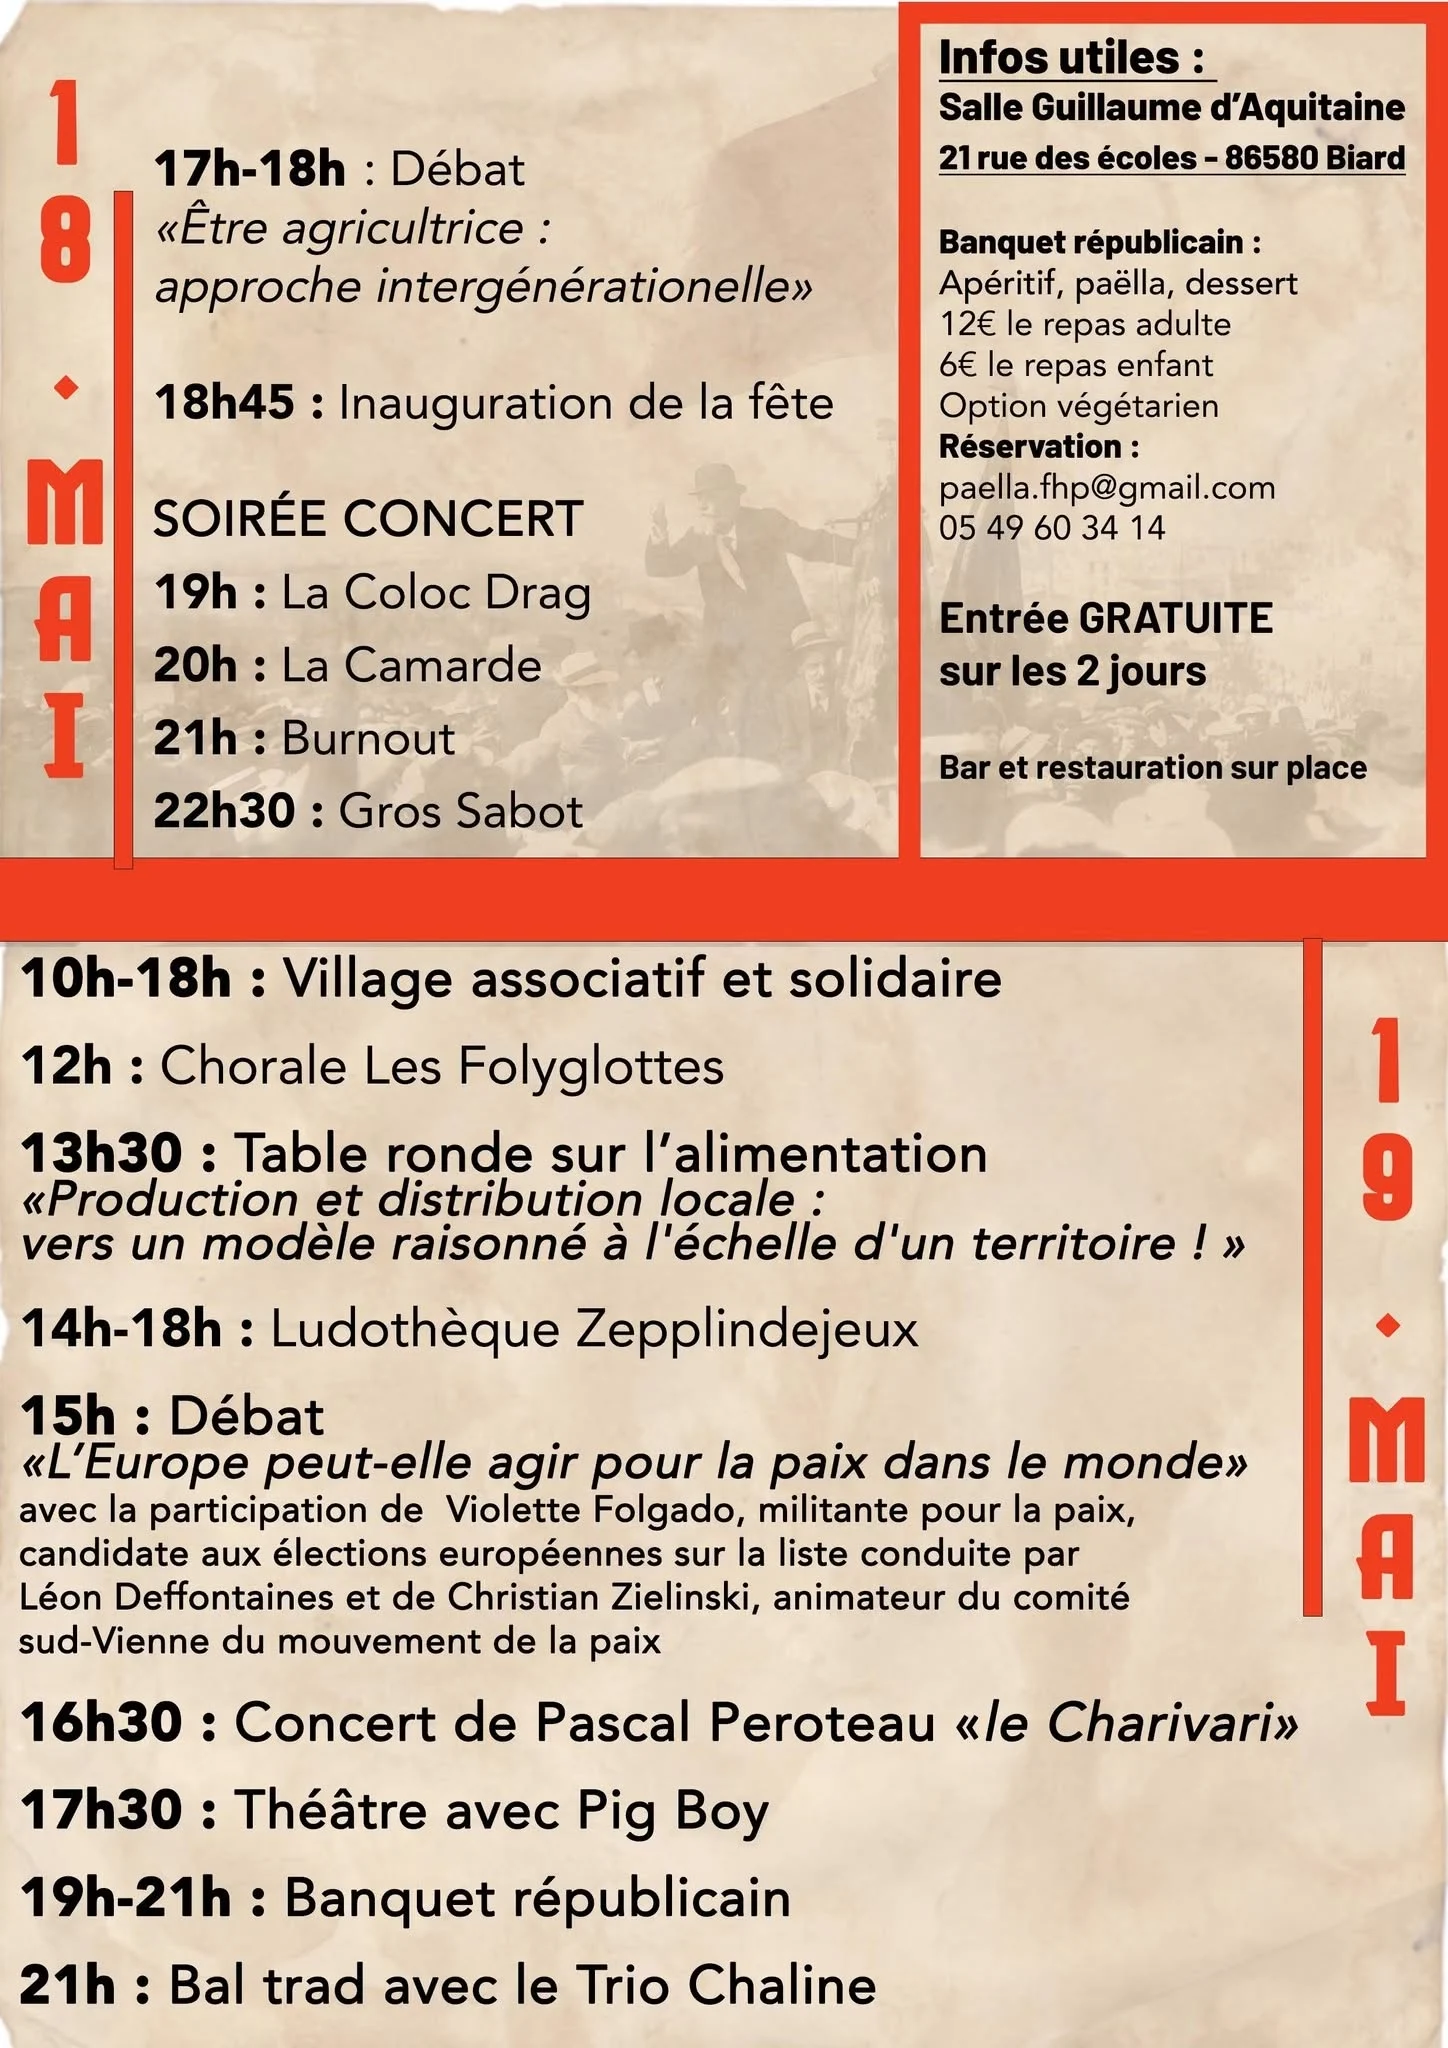 18 · MAI
17h-18h : Débat
«Être agricultrice :
approche intergénérationelle»
18h45 : Inauguration de la fête
SOIRÉE CONCERT
19h : La Coloc Drag
20h : La Camarde
21h : Burnout
22h30 : Gros Sabot
Infos utiles :
Salle Guillaume d’Aquitaine
21 rue des écoles - 86580 Biard
Banquet républicain :
Apéritif, paëlla, dessert
12€ le repas adulte
6€ le repas enfant
Option végétarien
Réservation :
paella.fhp@gmail.com
05 49 60 34 14
Entrée GRATUITE
sur les 2 jours
Bar et restauration sur place
19 · MAI
10h-18h : Village associatif et solidaire
12h : Chorale Les Folyglottes
13h30 : Table ronde sur l’alimentation
«Production et distribution locale :
vers un modèle raisonné à l'échelle d'un territoire ! »
14h-18h : Ludothèque Zepplindejeux
15h : Débat
«L’Europe peut-elle agir pour la paix dans le monde»
avec la participation de Violette Folgado, militante pour la paix,
candidate aux élections européennes sur la liste conduite par
Léon Deffontaines et de Christian Zielinski, animateur du comité
sud-Vienne du mouvement de la paix
16h30 : Concert de Pascal Peroteau «le Charivari»
17h30 : Théâtre avec Pig Boy
19h-21h : Banquet républicain
21h : Bal trad avec le Trio Chaline